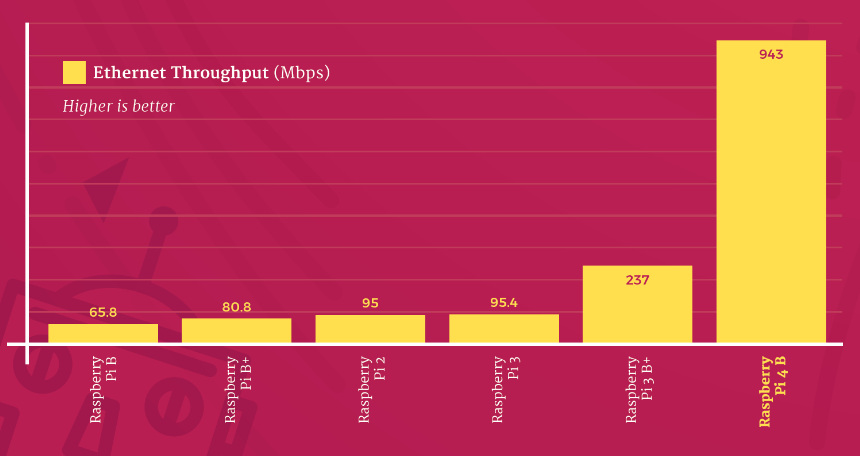 Ethernet Throughput (Mbps)
Higher is better
65.8
80.8
95
95.4
237
943
Raspberry
Pi B
Raspberry
Pi B+
Raspberry
Pi 2
Raspberry
Pi 3
Raspberry
Pi 3 B+
Raspberry
Pi 4 B